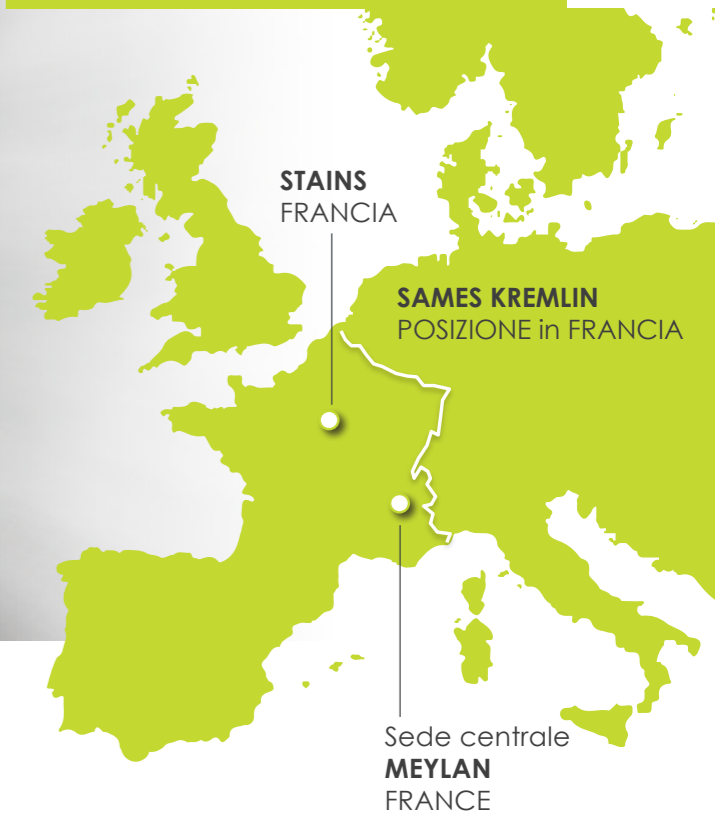 STAINS
FRANCIA
SAMES KREMLIN
POSIZIONE in FRANCIA
Sede centrale
MEYLAN
FRANCE